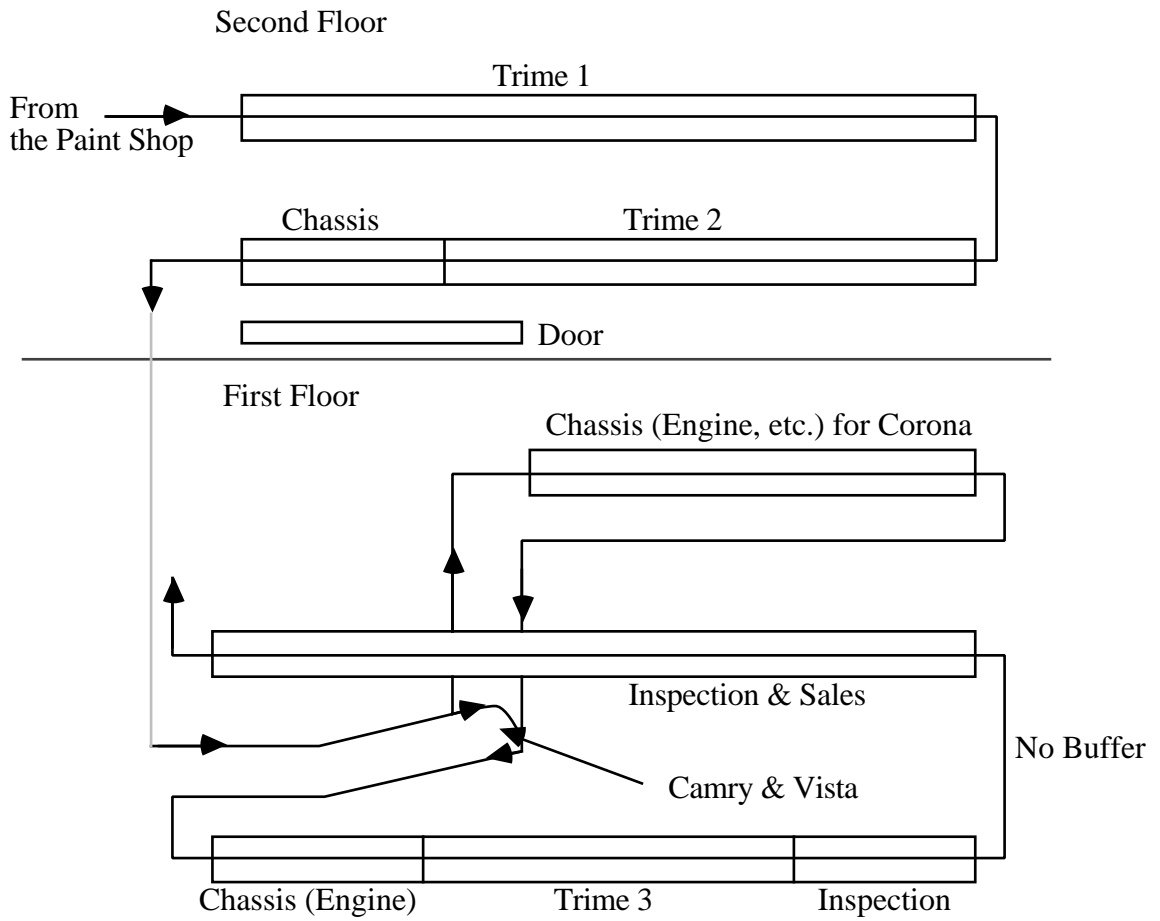 Second Floor
Trime 1
From
the Paint Shop
Chassis
Trime 2
Door
First Floor
Chassis (Engine, etc.) for Corona
Inspection & Sales
No Buffer
Camry & Vista
Chassis (Engine)
Trime 3
Inspection